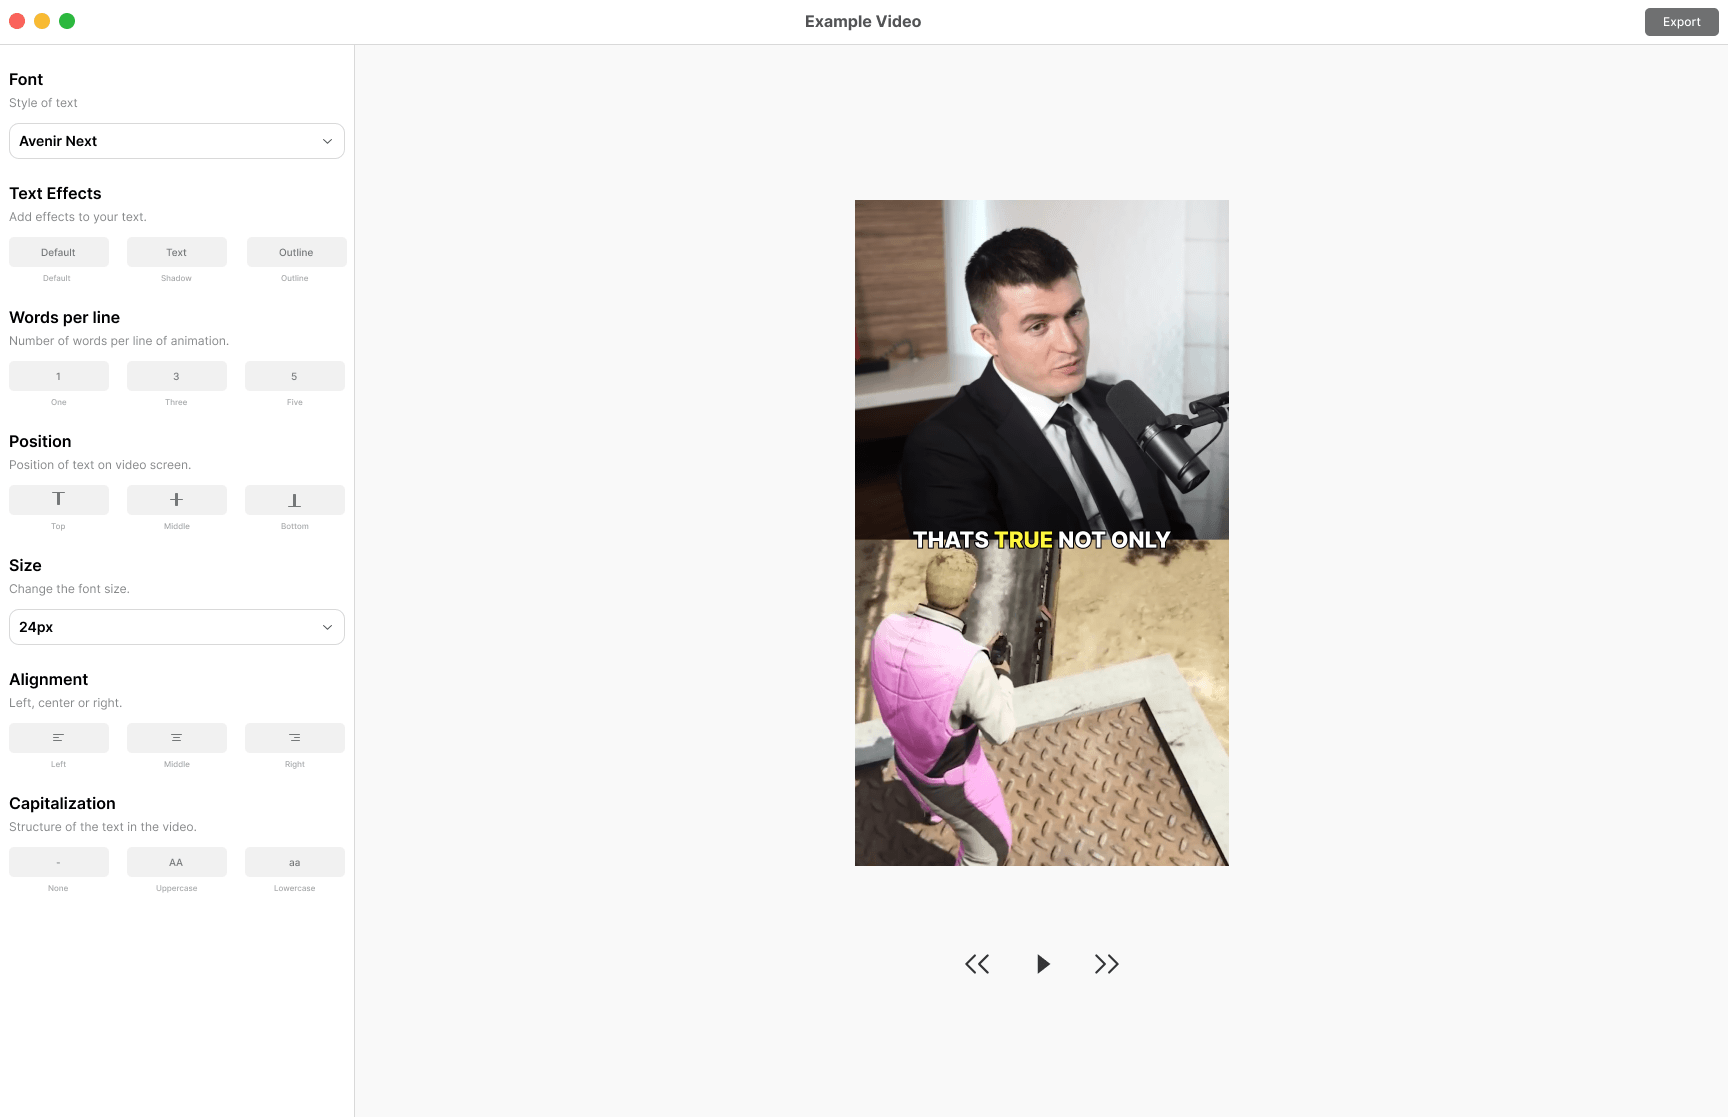 Example Video
Export
Font
Style of text
Avenir Next
Text Effects
Add effects to your text.
Default Text Outline
Default Shadow Outline
Words per line
Number of words per line of animation.
1 3 5
One Three Five
Position
Position of text on video screen.
Top Middle Bottom
Size
Change the font size.
24px
Alignment
Left, center or right.
Left Middle Right
Capitalization
Structure of the text in the video.
- AA aa
None Uppercase Lowercase
THATS TRUE NOT ONLY